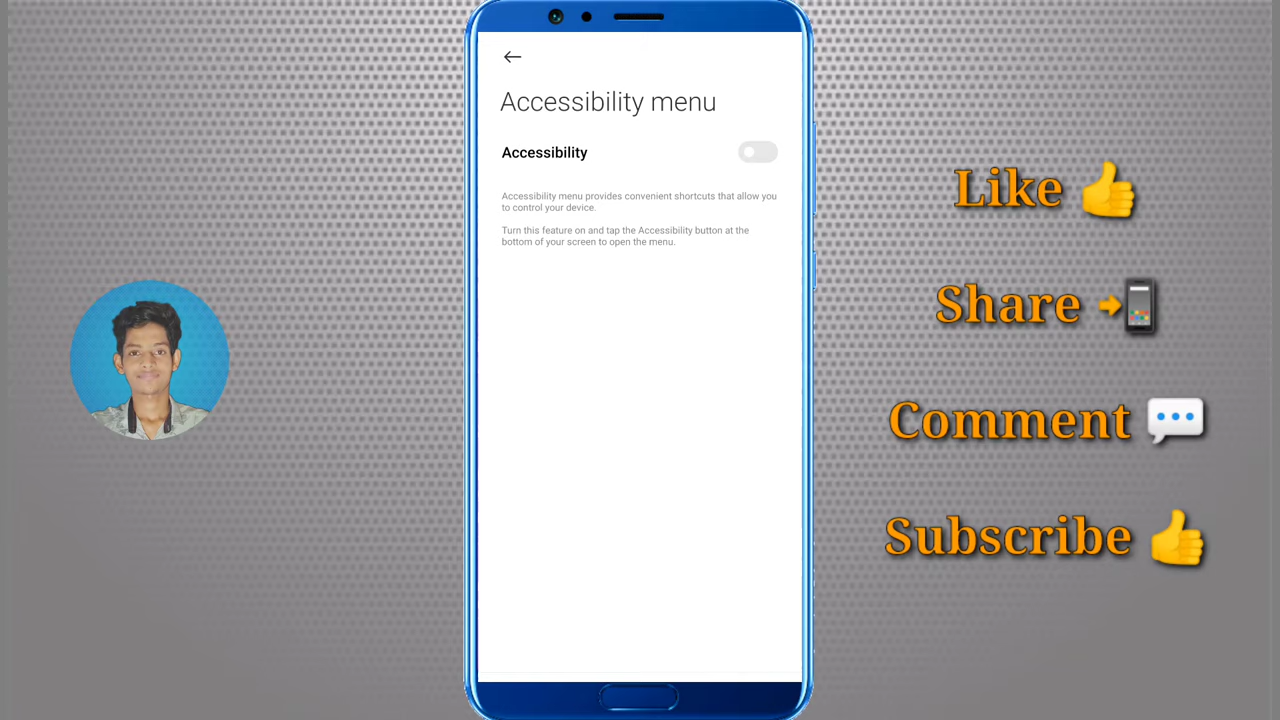 Accessibility menu
Accessibility
Accessibility menu provides convenient shortcuts that allow you
to control your device.
Turn this feature on and tap the Accessibility button at the
bottom of your screen to open the menu.
Like
Share
Comment
Subscribe